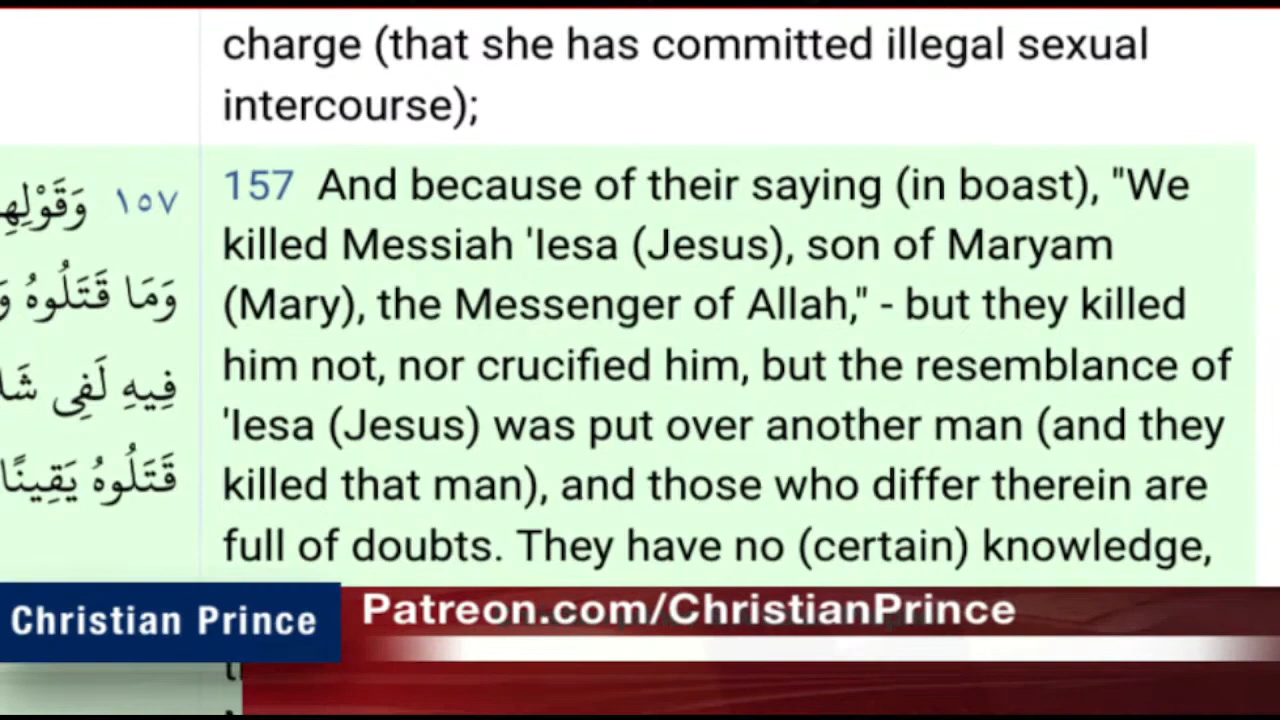 charge (that she has committed illegal sexual
intercourse);
157 And because of their saying (in boast), "We
killed Messiah 'Iesa (Jesus), son of Maryam
(Mary), the Messenger of Allah," - but they killed
him not, nor crucified him, but the resemblance of
'Iesa (Jesus) was put over another man (and they
killed that man), and those who differ therein are
full of doubts. They have no (certain) knowledge,
١٥٧
وَمَا قَتَلُوهُ
فِيهِ لَفِى
قَتَلُوهُ يَقِينًا
Christian Prince
Patreon.com/ChristianPrince